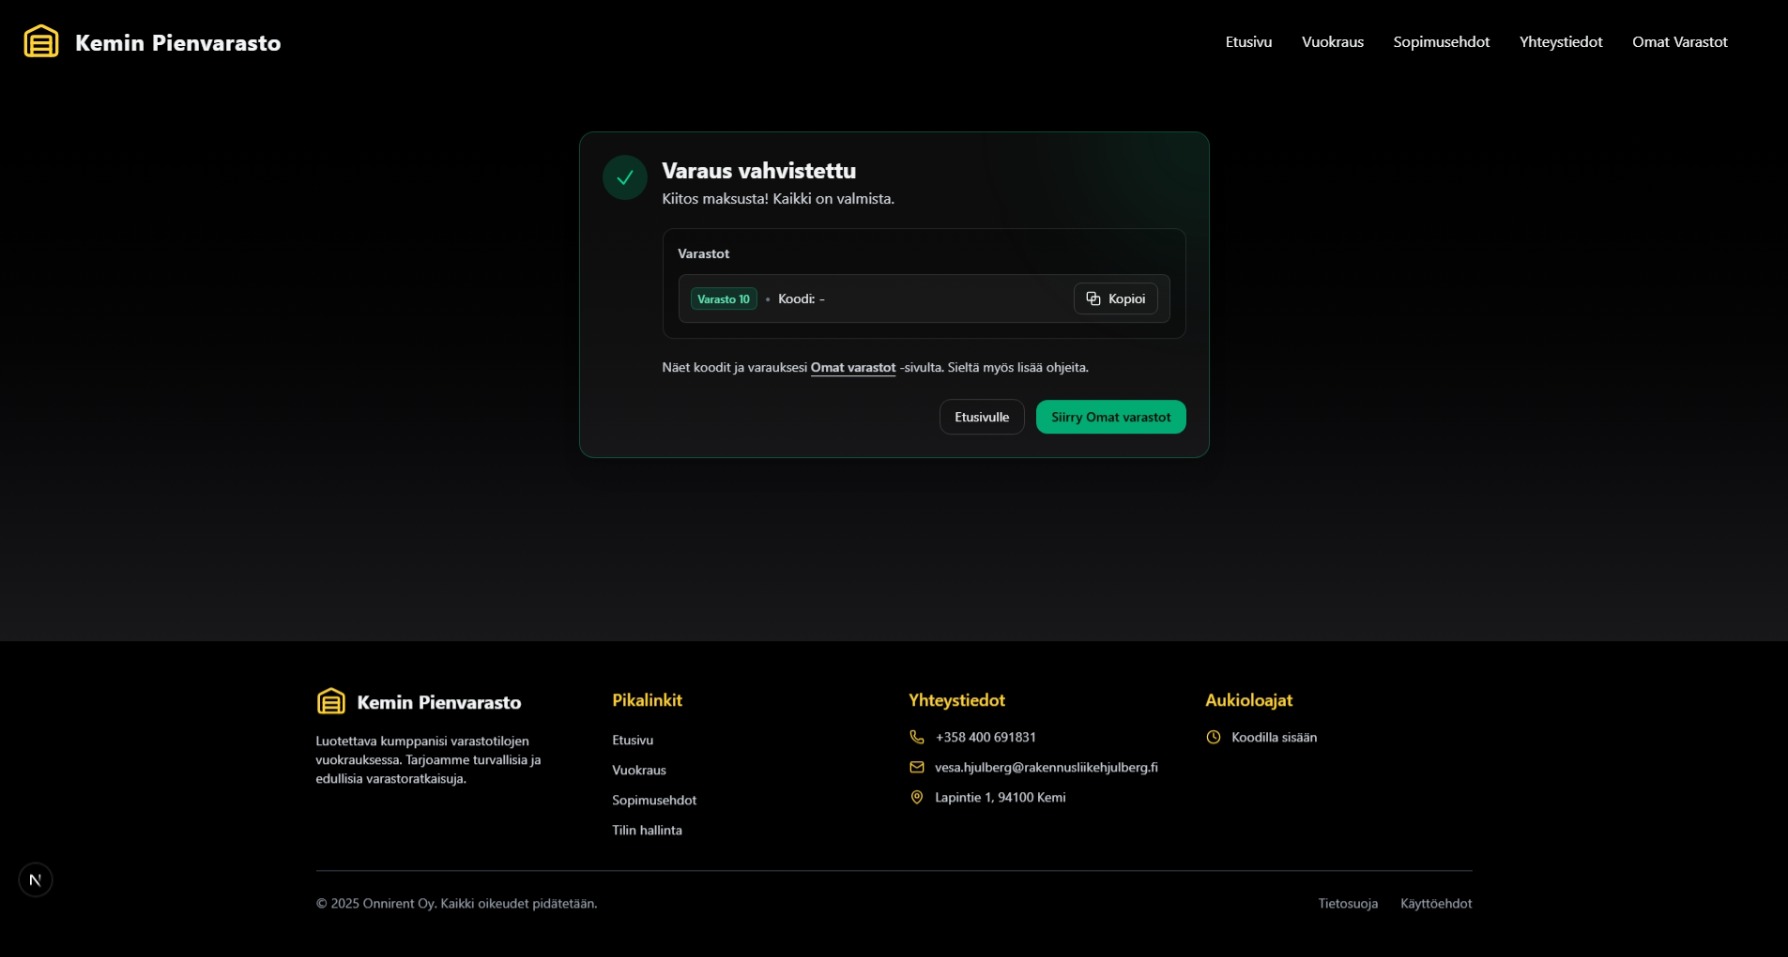 Kemin Pienvarasto
Etusivu
Vuokraus
Sopimusehdot
Yhteystiedot
Omat Varastot
Varaus vahvistettu
Kiitos maksusta! Kaikki on valmista.
Varastot
Varasto 10 • Koodi: -
Kopioi
Näet koodit ja varauksesi Omat varastot -sivulta. Sieltä myös lisää ohjeita.
Etusivulle
Siirry Omat varastot
Kemin Pienvarasto
Luotettava kumppanisi varastotilojen
vuokrauksessa. Tarjoamme turvallisia ja
edullisia varastoratkaisuja.
Pikalinkit
Etusivu
Vuokraus
Sopimusehdot
Tilin hallinta
Yhteystiedot
+358 400 691831
vesa.hjulberg@rakennusliikehjulberg.fi
Lapintie 1, 94100 Kemi
Aukioloajat
Koodilla sisään
N
© 2025 Onnirent Oy. Kaikki oikeudet pidätetään.
Tietosuoja
Käyttöehdot